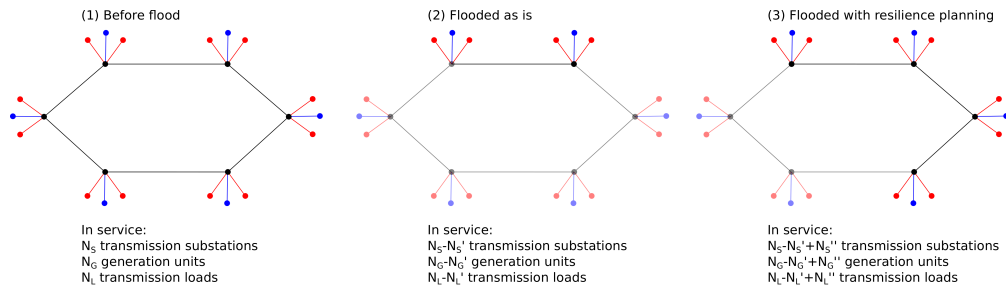 (1) Before flood
(2) Flooded as is
(3) Flooded with resilience planning
In service:
N_S transmission substations
N_G generation units
N_L transmission loads
In service:
N_S-N_S' transmission substations
N_G-N_G' generation units
N_L-N_L' transmission loads
In service:
N_S-N_S'+N_S'' transmission substations
N_G-N_G'+N_G'' generation units
N_L-N_L'+N_L'' transmission loads